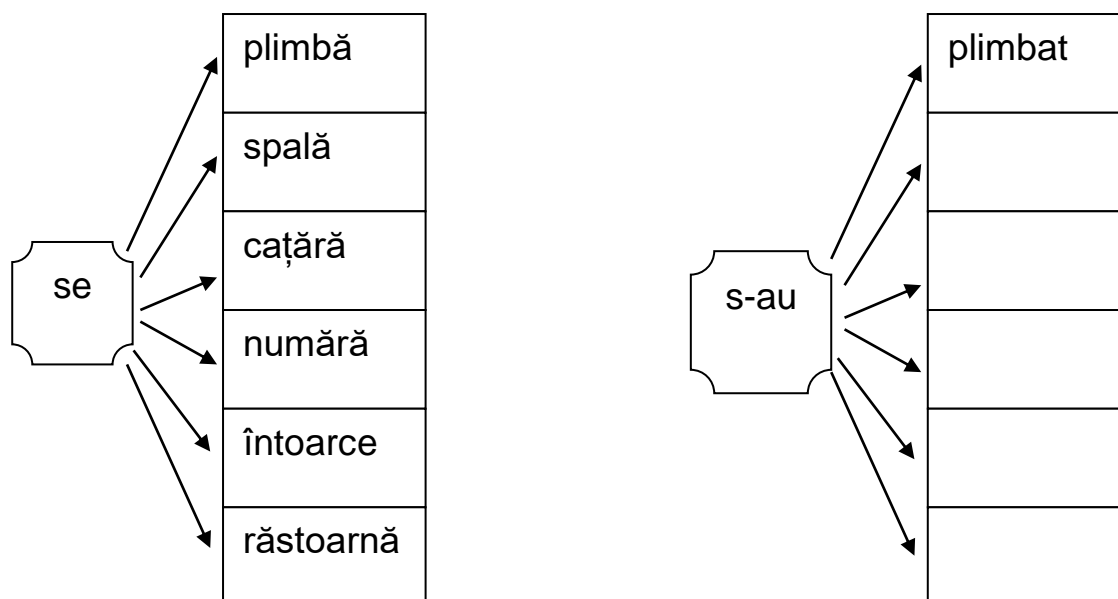 se
plimbă
spală
cațără
numără
întoarce
răstoarnă
s-au
plimbat